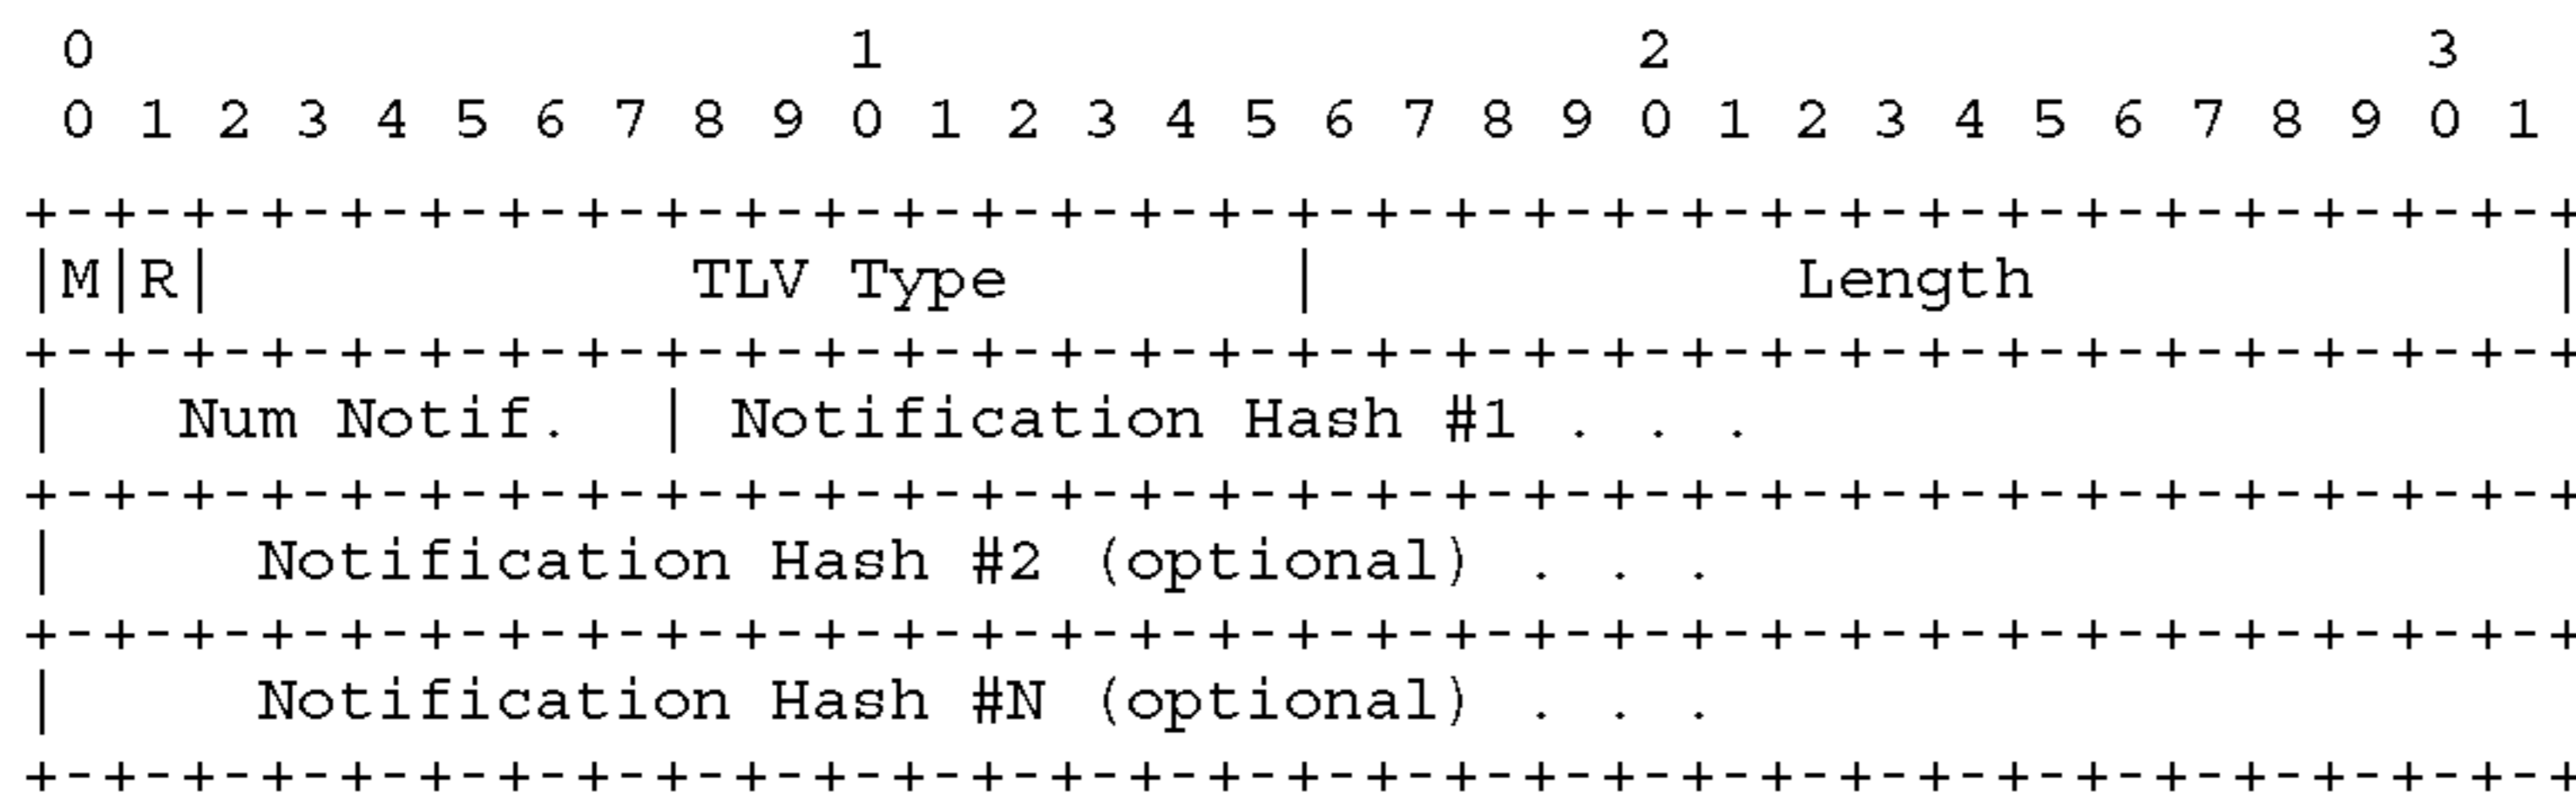 0                   1                   2                   3
 0 1 2 3 4 5 6 7 8 9 0 1 2 3 4 5 6 7 8 9 0 1 2 3 4 5 6 7 8 9 0 1
+-+-+-+-+-+-+-+-+-+-+-+-+-+-+-+-+-+-+-+-+-+-+-+-+-+-+-+-+-+-+-+-+
|M|R|            TLV Type       |            Length             |
+-+-+-+-+-+-+-+-+-+-+-+-+-+-+-+-+-+-+-+-+-+-+-+-+-+-+-+-+-+-+-+-+
|   Num Notif.  | Notification Hash #1 . . .
+-+-+-+-+-+-+-+-+-+-+-+-+-+-+-+-+-+-+-+-+-+-+-+-+-+-+-+-+-+-+-+-+
|     Notification Hash #2 (optional) . . .
+-+-+-+-+-+-+-+-+-+-+-+-+-+-+-+-+-+-+-+-+-+-+-+-+-+-+-+-+-+-+-+-+
|     Notification Hash #N (optional) . . .
+-+-+-+-+-+-+-+-+-+-+-+-+-+-+-+-+-+-+-+-+-+-+-+-+-+-+-+-+-+-+-+-+